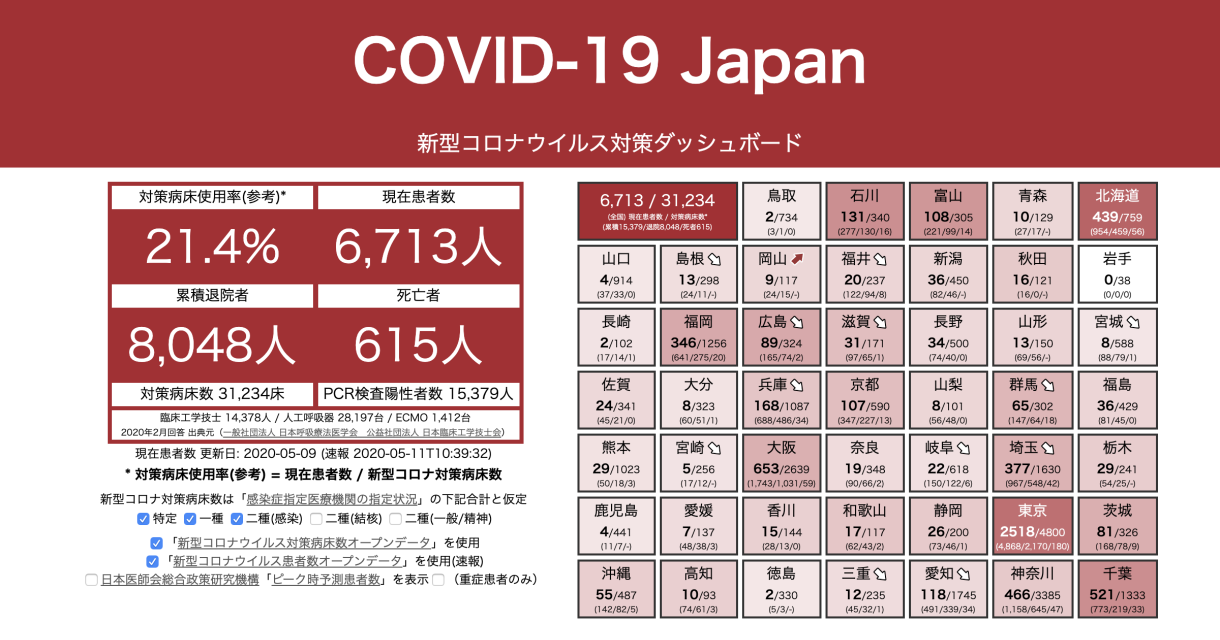 COVID-19 Japan
新型コロナウイルス対策ダッシュボード
対策病床使用率(参考)*
現在患者数
21.4%
6,713人
累積退院者
死亡者
8,048人
615人
対策病床数 31,234床
PCR検査陽性者数 15,379人
臨床工学技士 14,378人 / 人工呼吸器 28,197台 / ECMO 1,412台
2020年2月回答 出典元（一般社団法人 日本呼吸療法医学会　公益社団法人 日本臨床工学技士会）
現在患者数 更新日: 2020-05-09 (速報 2020-05-11T10:39:32)
* 対策病床使用率(参考) = 現在患者数 / 新型コロナ対策病床数
新型コロナ対策病床数は「感染症指定医療機関の指定状況」の下記合計と仮定
特定 一種 二種(感染) 二種(結核) 二種(一般/精神)
「新型コロナウイルス対策病床数オープンデータ」を使用
「新型コロナウイルス患者数オープンデータ」を使用(速報)
日本医師会総合政策研究機構「ピーク時予測患者数」を表示 （重症患者のみ）
6,713 / 31,234
(全国) 現在患者数 / 対策病床数*
(累積15,379/退院8,048/死者615)
鳥取
2/734
(3/1/0)
石川
131/340
(277/130/16)
富山
108/305
(221/99/14)
青森
10/129
(27/17/-)
北海道
439/759
(954/459/56)
山口
4/914
(37/33/0)
島根
13/298
(24/11/-)
岡山
9/117
(24/15/-)
福井
20/237
(122/94/8)
新潟
36/450
(82/46/-)
秋田
16/121
(16/0/-)
岩手
0/38
(0/0/0)
長崎
2/102
(17/14/1)
福岡
346/1256
(641/275/20)
広島
89/324
(165/74/2)
滋賀
31/171
(97/65/1)
長野
34/500
(74/40/0)
山形
13/150
(69/56/-)
宮城
8/588
(88/79/1)
佐賀
24/341
(45/21/0)
大分
8/323
(60/51/1)
兵庫
168/1087
(688/486/34)
京都
107/590
(347/227/13)
山梨
8/101
(56/48/0)
群馬
65/302
(147/64/18)
福島
36/429
(81/45/0)
熊本
29/1023
(50/18/3)
宮崎
5/256
(17/12/-)
大阪
653/2639
(1,743/1,031/59)
奈良
19/348
(90/66/2)
岐阜
22/618
(150/122/6)
埼玉
377/1630
(967/548/42)
栃木
29/241
(54/25/-)
鹿児島
4/441
(11/7/-)
愛媛
7/137
(48/38/3)
香川
15/144
(28/13/0)
和歌山
17/117
(62/43/2)
静岡
26/200
(73/46/1)
東京
2518/4800
(4,868/2,170/180)
茨城
81/326
(168/78/9)
沖縄
55/487
(142/82/5)
高知
10/93
(74/61/3)
徳島
2/330
(5/3/-)
三重
12/235
(45/32/1)
愛知
118/1745
(491/339/34)
神奈川
466/3385
(1,158/645/47)
千葉
521/1333
(773/219/33)